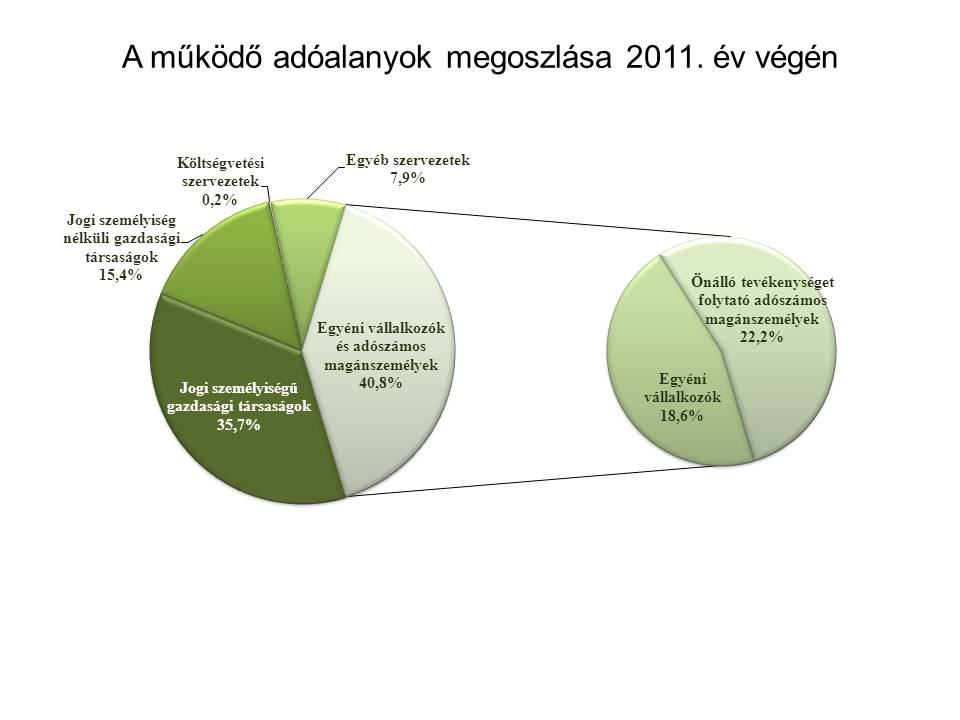 A működő adóalanyok megoszlása 2011. év végén
Költségvetési
szervezetek
0,2%
Egyéb szervezetek
7,9%
Jogi személyiség
nélküli gazdasági
társaságok
15,4%
Egyéni vállalkozók
és adószámos
magánszemélyek
40,8%
Jogi személyiségű
gazdasági társaságok
35,7%
Önálló tevékenységet
folytató adószámos
magánszemélyek
22,2%
Egyéni
vállalkozók
18,6%